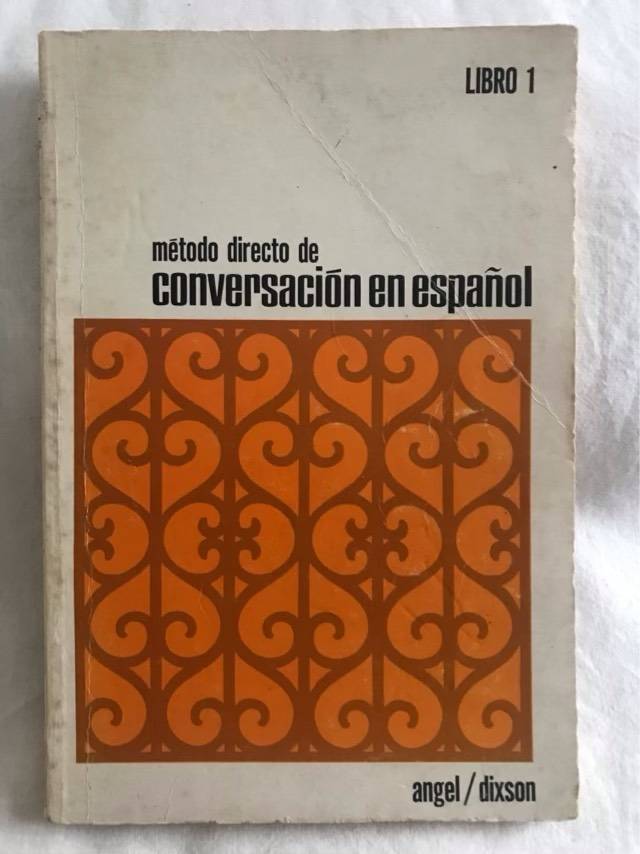 LIBRO 1
método directo de
conversación en español
angel/dixson